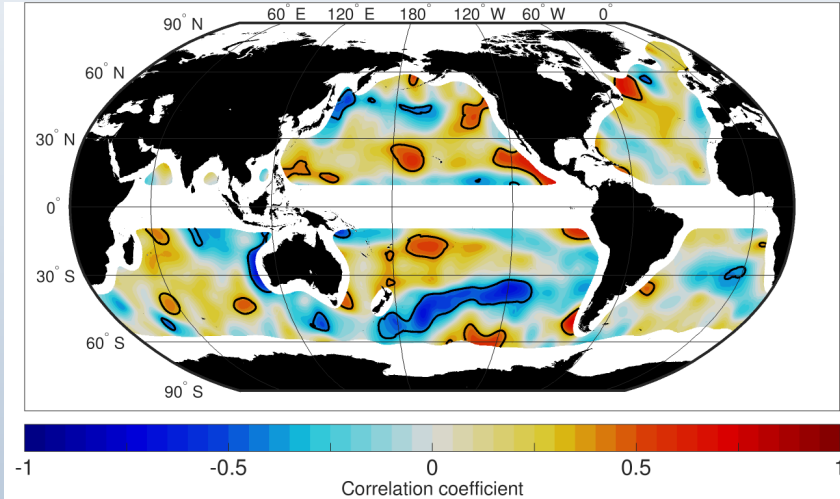 60° E 120° E 180° 120° W 60° W 0°
90° N
60° N
30° N
0°
30° S
60° S
90° S
-1 -0.5 0 0.5 1
Correlation coefficient